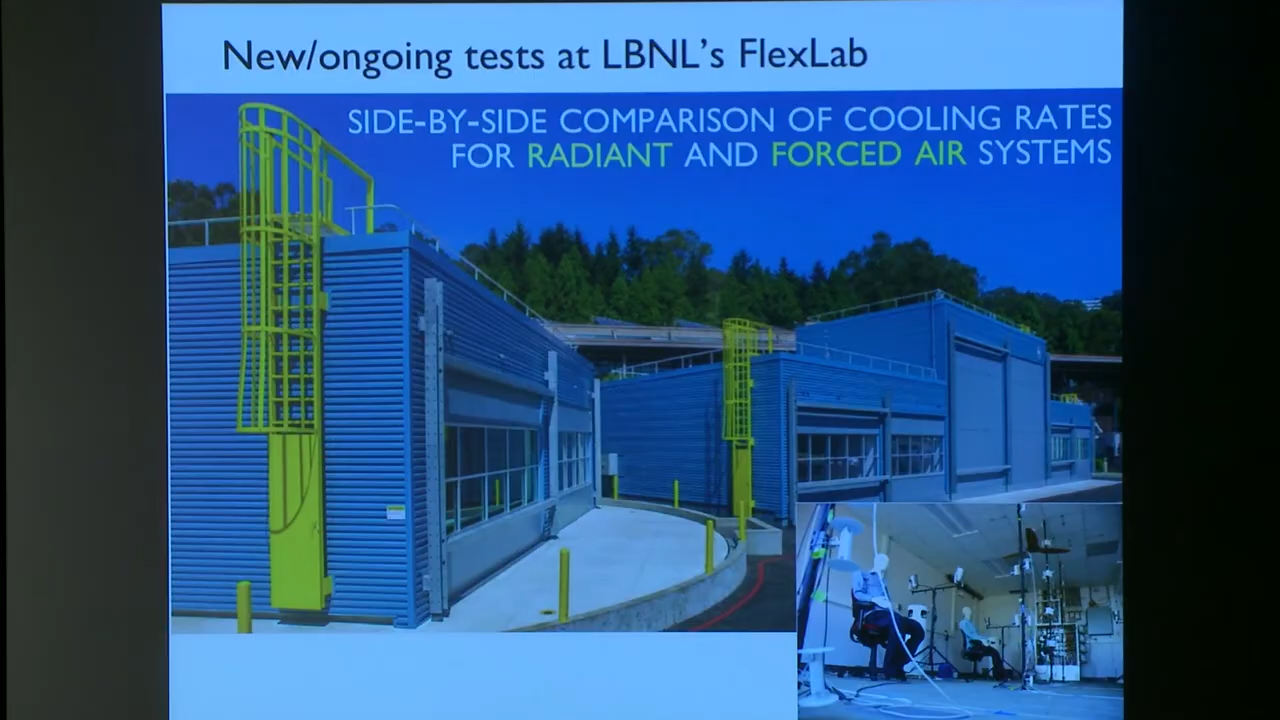 New/ongoing tests at LBNL's FlexLab
SIDE-BY-SIDE COMPARISON OF COOLING RATES
FOR RADIANT AND FORCED AIR SYSTEMS